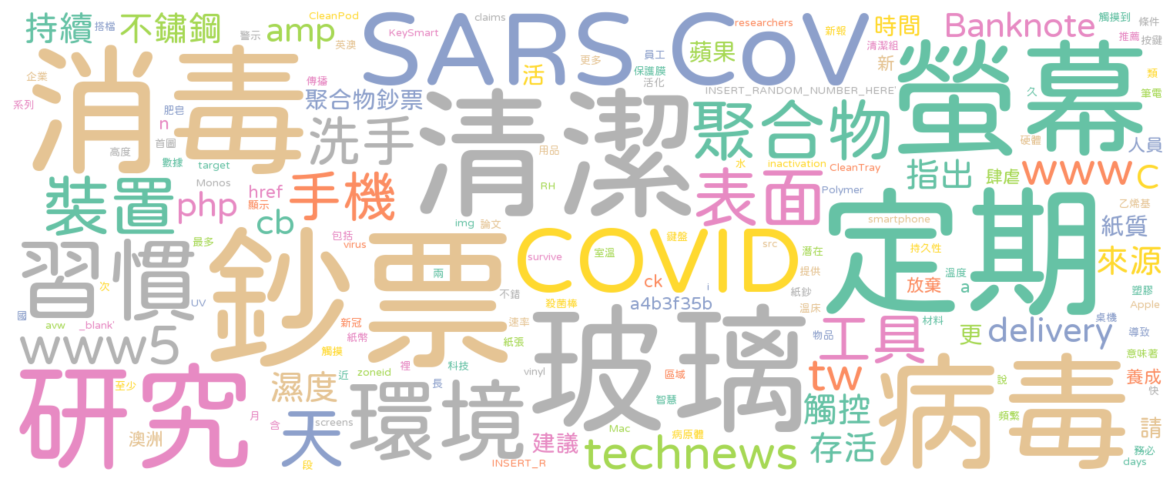 持續
搭檔
不鏽鋼
CleanPod
警示
amp
英澳
KeySmart
SARS CoV
claims
researchers
新報
時間
Banknote
觸摸到
條件
推薦
按鍵
企業
消毒
傳播
聚合物鈔票
活
更多
員工
保護膜
活化
蘋果
清潔組
新
螢幕
類
久
筆電
系列
肥皂
n
首圖
高度
數據
target
洗手
清潔
INSERT_RANDOM_NUMBER_HERE'
聚合物
硬體
人員
用品
水
inactivation
CleanTray
指出
肆虐
www
C
裝置
Monos
php
href
顯示
cb
手機
RH
表面
Polymer
乙烯基
img
論文
定期
smartphone
紙質
習慣
最多
包括
virus
鈔票
survive
COVID
室溫
鍵盤
src
潛在
提供
持久性
來源
兩
次
UV
不錯
殺菌棒
ck
i
紙鈔
放棄
溫度
a
塑膠
國
avw
_blank'
新冠
紙幣
速率
a4b3f35b
溫床
材料
Apple
桌機
觸摸
紙張
物品
工具
更
delivery
導致
www5
近
zoneid
裡
科技
玻璃
意味著
研究
至少
濕度
環境
長
vinyl
區域
智慧
tw
病毒
說
養成
快
月
含
天
screens
觸控
頻繁
請
澳洲
段
INSERT_R
建議
Mac
technews
病原體
存活
務必
days